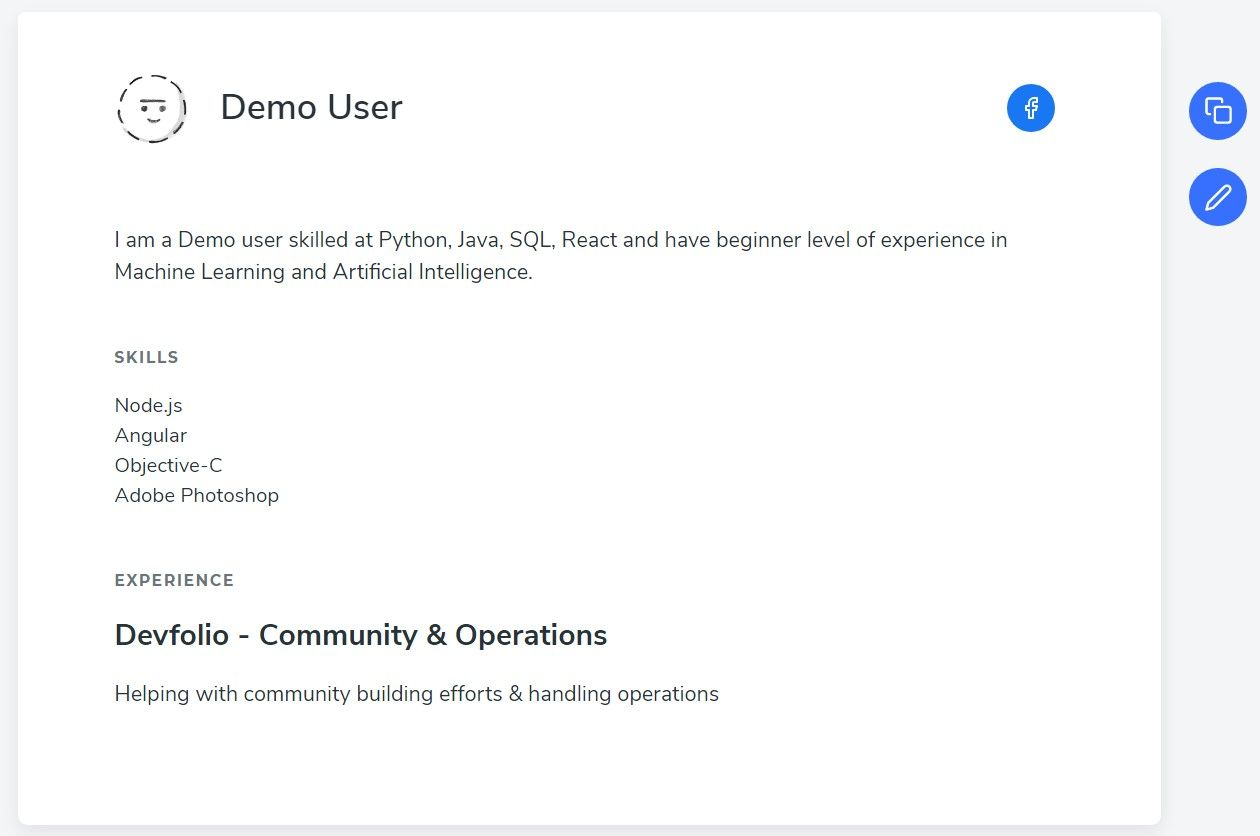 Demo User
I am a Demo user skilled at Python, Java, SQL, React and have beginner level of experience in
Machine Learning and Artificial Intelligence.
SKILLS
Node.js
Angular
Objective-C
Adobe Photoshop
EXPERIENCE
Devfolio - Community & Operations
Helping with community building efforts & handling operations